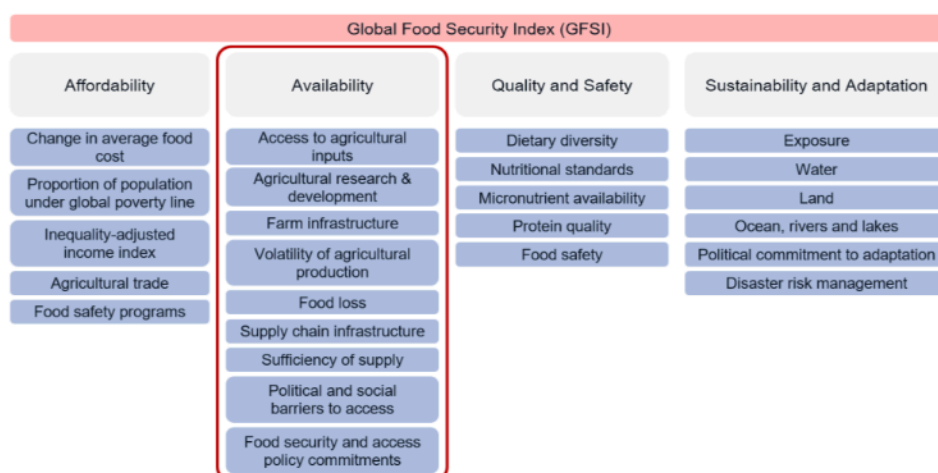 Global Food Security Index (GFSI)
Affordability
Change in average food
cost
Proportion of population
under global poverty line
Inequality-adjusted
income index
Agricultural trade
Food safety programs
Availability
Access to agricultural
inputs
Agricultural research &
development
Farm infrastructure
Volatility of agricultural
production
Food loss
Supply chain infrastructure
Sufficiency of supply
Political and social
barriers to access
Food security and access
policy commitments
Quality and Safety
Dietary diversity
Nutritional standards
Micronutrient availability
Protein quality
Food safety
Sustainability and Adaptation
Exposure
Water
Land
Ocean, rivers and lakes
Political commitment to adaptation
Disaster risk management